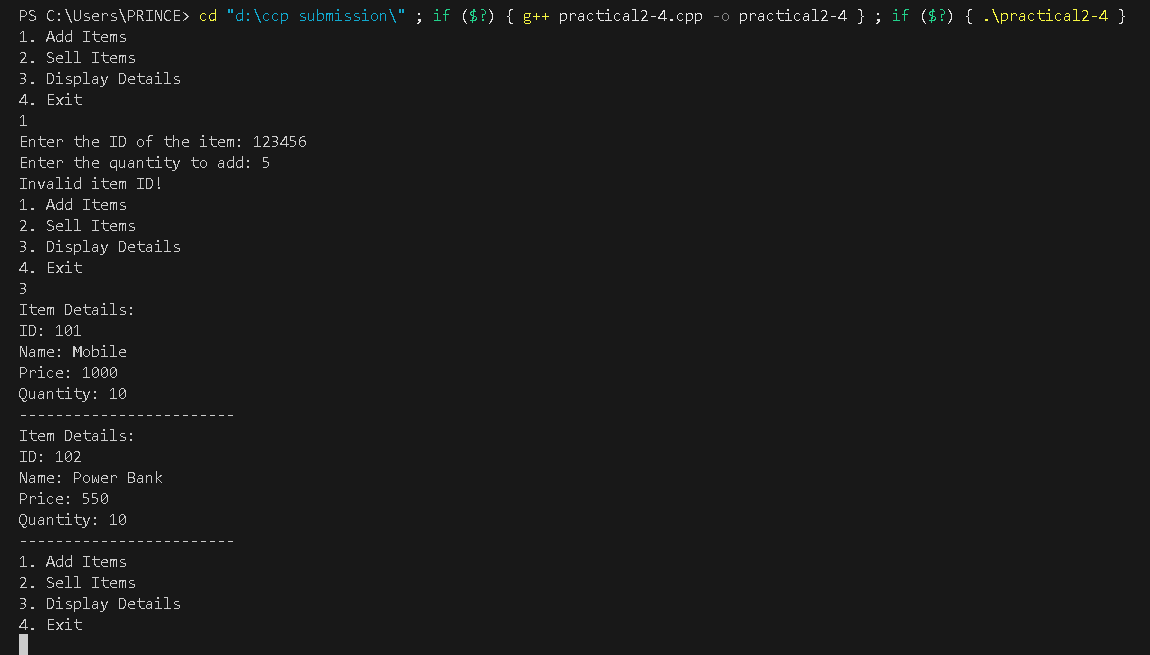 PS C:\Users\PRINCE> cd "d:\ccp submission\" ; if ($?) { g++ practical2-4.cpp -o practical2-4 } ; if ($?) { .\practical2-4 }
1. Add Items
2. Sell Items
3. Display Details
4. Exit
1
Enter the ID of the item: 123456
Enter the quantity to add: 5
Invalid item ID!
1. Add Items
2. Sell Items
3. Display Details
4. Exit
3
Item Details:
ID: 101
Name: Mobile
Price: 1000
Quantity: 10
------------------------
Item Details:
ID: 102
Name: Power Bank
Price: 550
Quantity: 10
------------------------
1. Add Items
2. Sell Items
3. Display Details
4. Exit